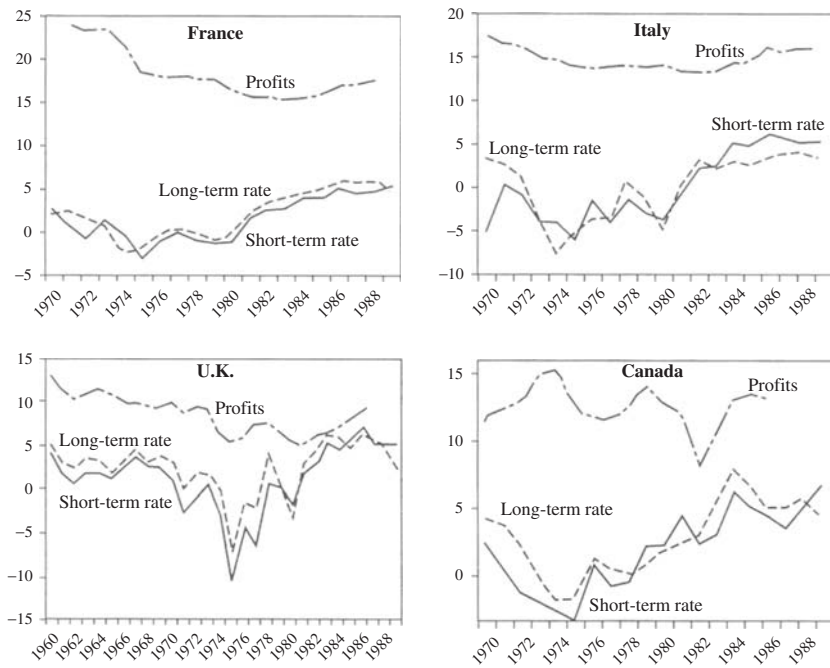 France
25
20
15
10
5
0
−5
Profits
Long-term rate
Short-term rate
1970 1972 1974 1976 1978 1980 1982 1984 1986 1988
Italy
20
15
10
5
0
−5
−10
Profits
Short-term rate
Long-term rate
1970 1972 1974 1976 1978 1980 1982 1984 1986 1988
U.K.
15
10
5
0
−5
−10
−15
Profits
Long-term rate
Short-term rate
1960 1962 1964 1966 1968 1970 1972 1974 1976 1978 1980 1982 1984 1986 1988
Canada
15
10
5
0
Profits
Long-term rate
Short-term rate
1970 1972 1974 1976 1978 1980 1982 1984 1986 1988